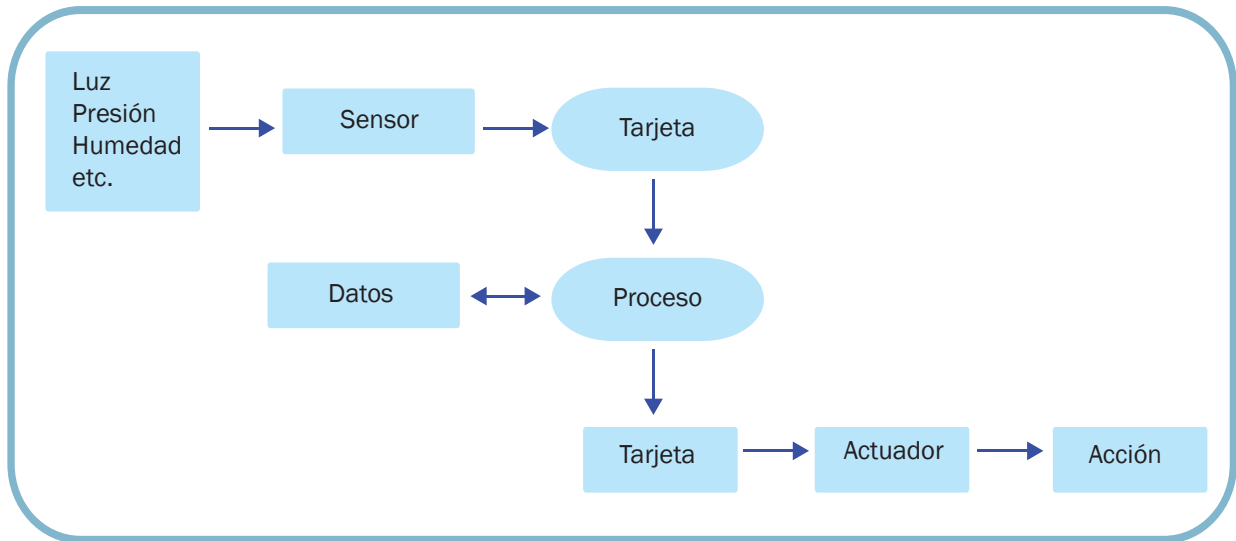 Luz
Presión
Humedad
etc.
Sensor
Tarjeta
Datos
Proceso
Tarjeta
Actuador
Acción